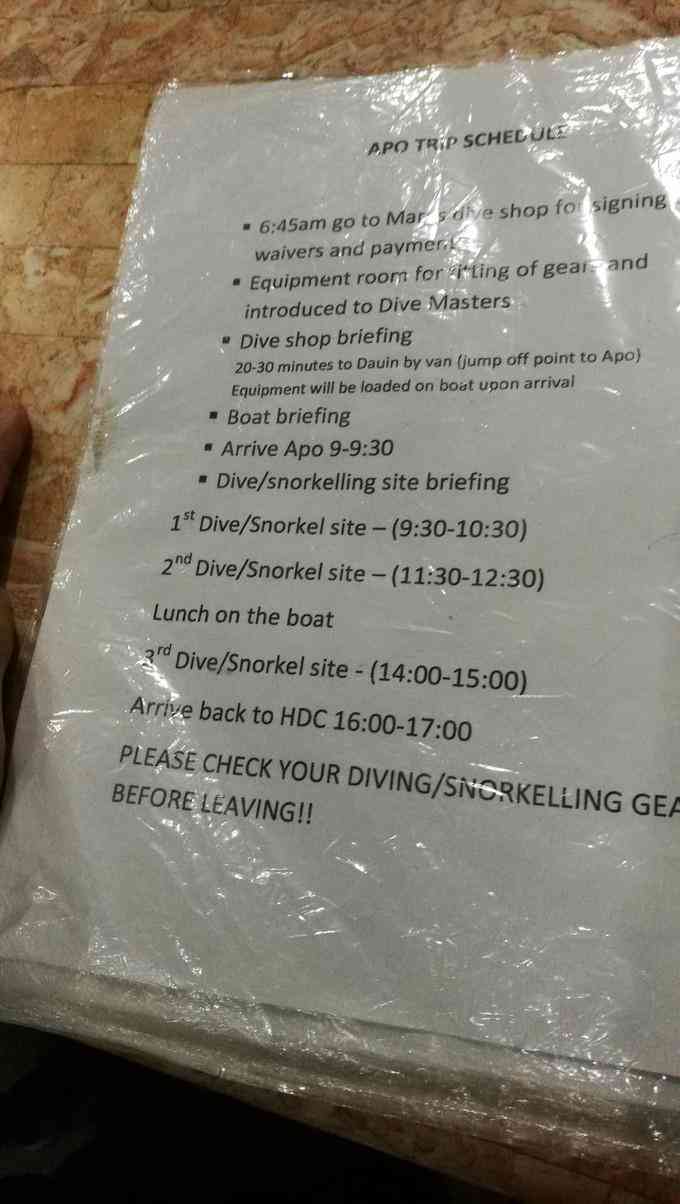 APO TRIP SCHEDULE
▪ 6:45am go to dive shop for signing
waivers and payment
▪ Equipment room for fitting of gears and
introduced to Dive Masters
▪ Dive shop briefing
20-30 minutes to Dauin by van (jump off point to Apo)
Equipment will be loaded on boat upon arrival
▪ Boat briefing
▪ Arrive Apo 9-9:30
▪ Dive/snorkelling site briefing
1st Dive/Snorkel site – (9:30-10:30)
2nd Dive/Snorkel site – (11:30-12:30)
Lunch on the boat
3rd Dive/Snorkel site - (14:00-15:00)
Arrive back to HDC 16:00-17:00
PLEASE CHECK YOUR DIVING/SNORKELLING GEA
BEFORE LEAVING!!